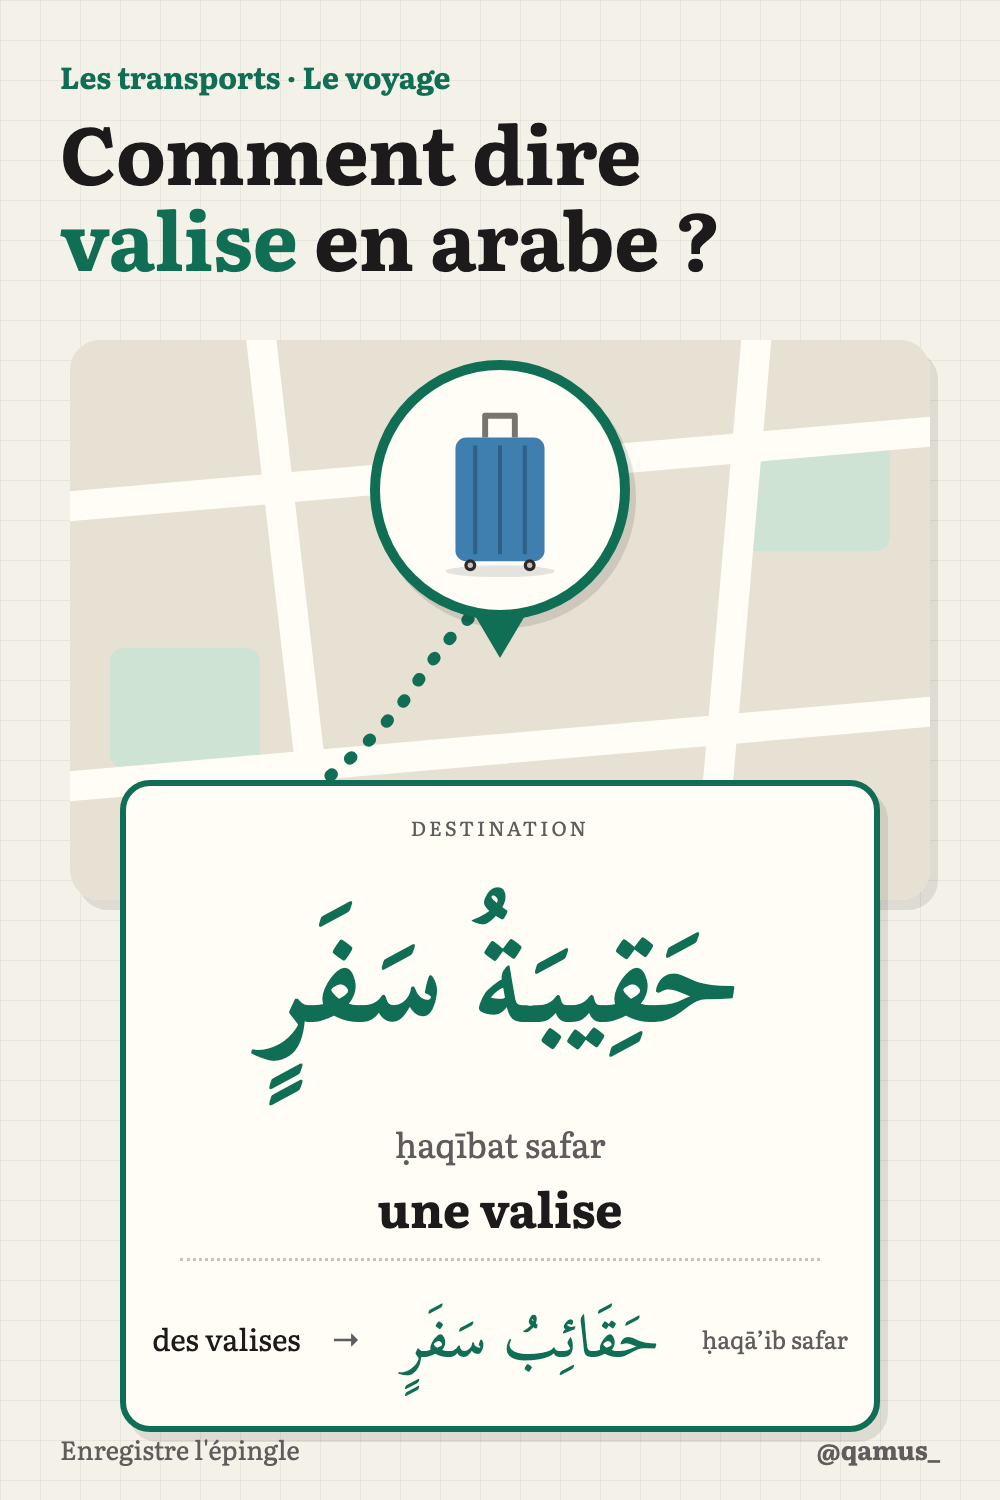 Les transports · Le voyage
Comment dire
valise en arabe ?
DESTINATION
حَقِيبَةُ سَفَرٍ
ḥaqībat safar
une valise
des valises → حَقَائِبُ سَفَرٍ ḥaqā’ib safar
Enregistre l'épingle @qamus_